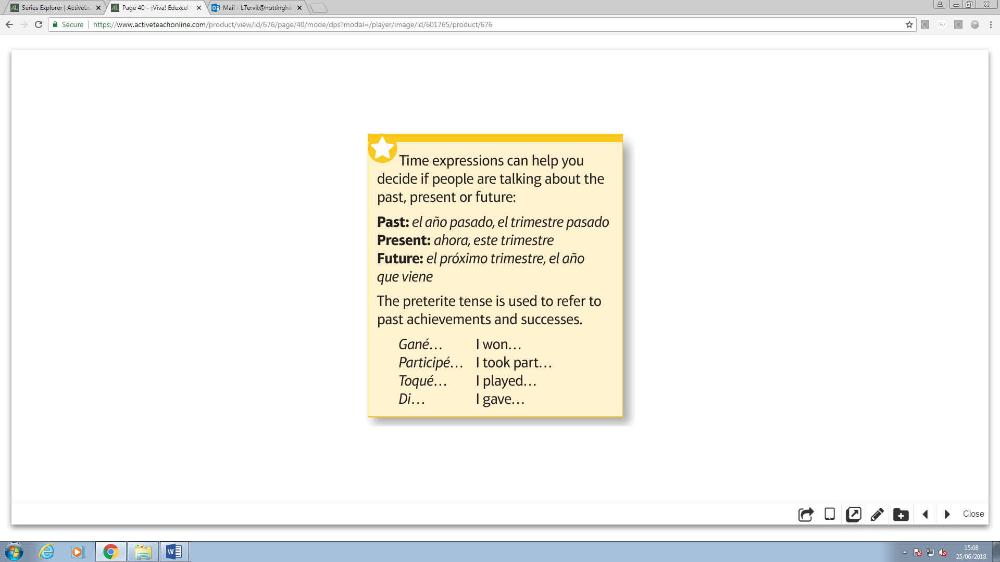 Series Explorer | ActiveLea
Page 40 – ¡Viva! Edexcel G
Mail - LTervit@nottingha
Secure
https://www.activeteachonline.com/product/view/id/676/page/40/mode/dps?modal=/player/image/id/601765/product/676
Time expressions can help you
decide if people are talking about the
past, present or future:
Past: el año pasado, el trimestre pasado
Present: ahora, este trimestre
Future: el próximo trimestre, el año
que viene
The preterite tense is used to refer to
past achievements and successes.
Gané… I won…
Participé… I took part…
Toqué… I played…
Di… I gave…
Close
15:08
25/06/2018